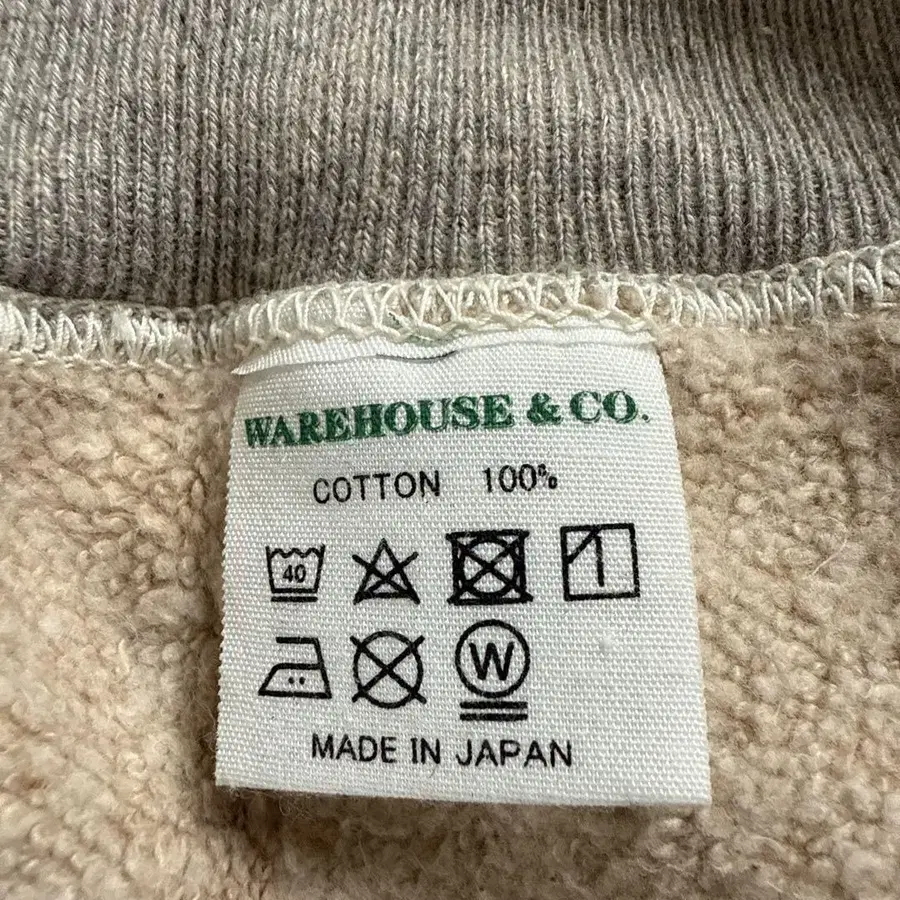 WAREHOUSE & CO.
COTTON 100%
40
W
MADE IN JAPAN